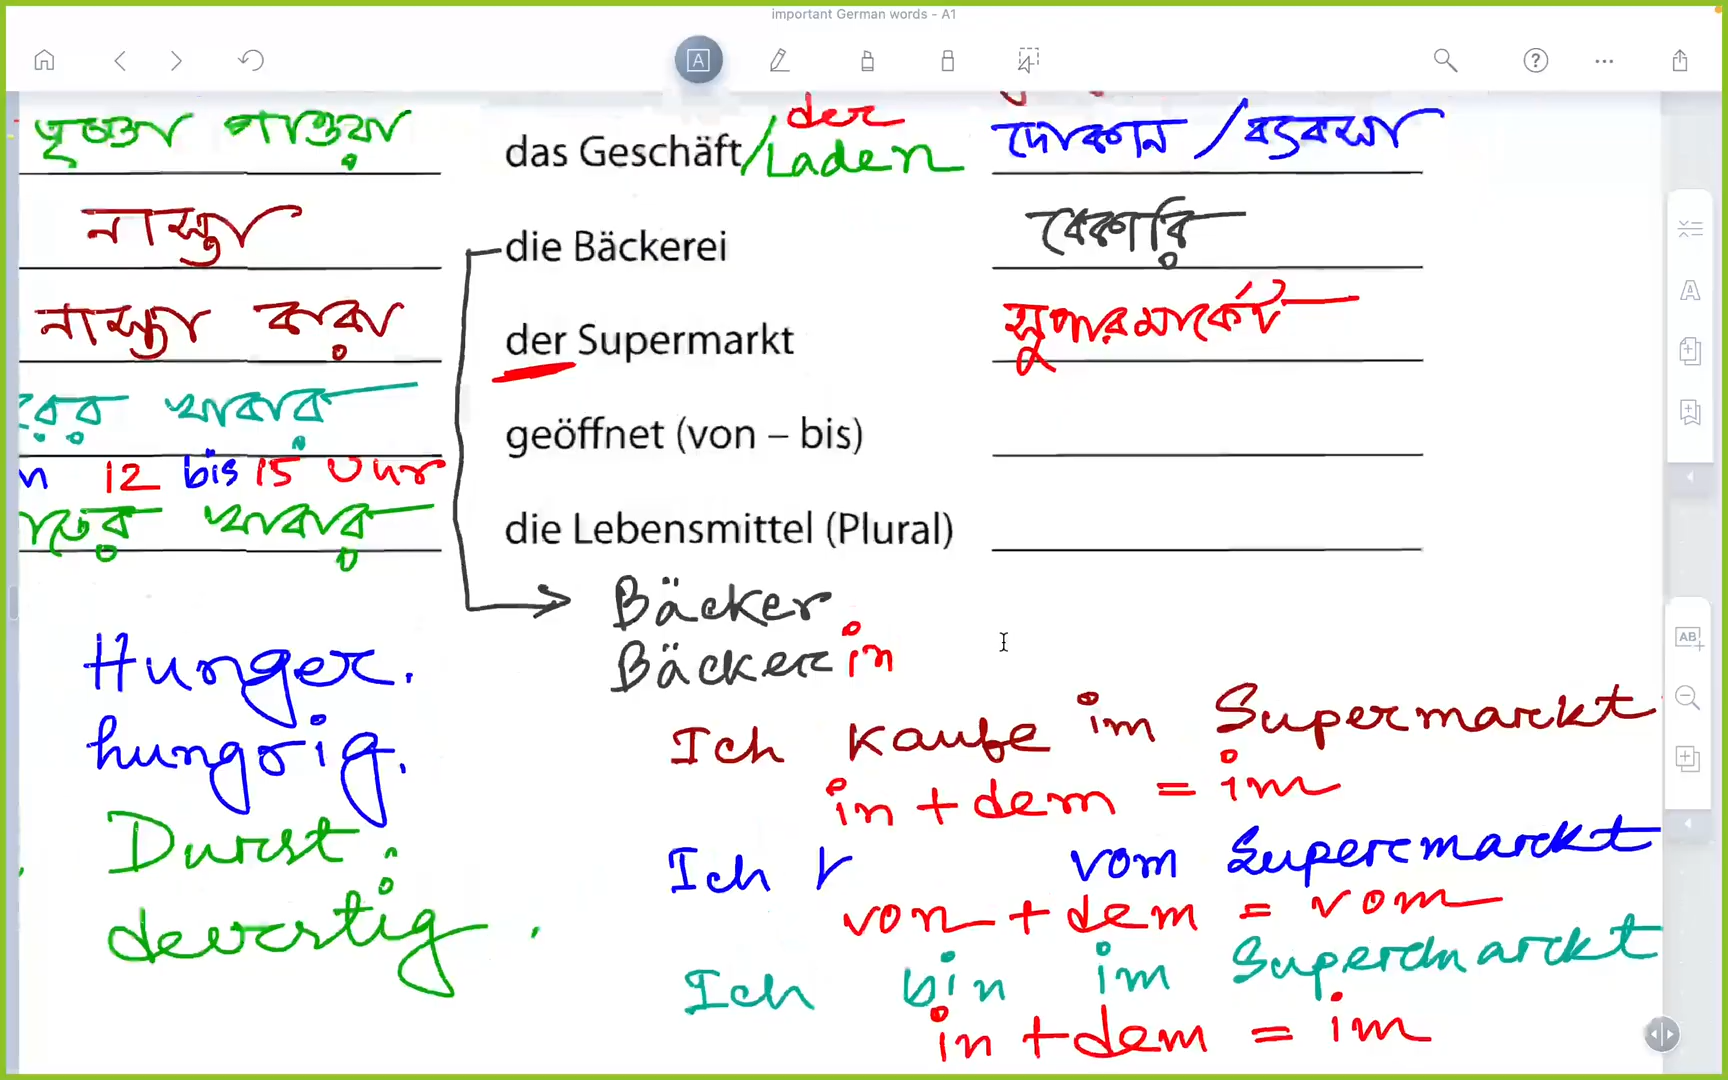 important German words - A1
তৃষ্ণা পাওয়া
das Geschäft/ der Laden
দোকান / ব্যবসা
নাস্তা
die Bäckerei
বেকারি
নাস্তা করা
der Supermarkt
সুপারমার্কেট
খাবার
geöffnet (von – bis)
12 bis 15 Uhr
খাবার
die Lebensmittel (Plural)
Bäcker
Bäckerin
Hunger.
hungrig.
Durst.
Ich kaufe im Supermarkt
in + dem = im
Ich vom Supermarkt
von + dem = vom
Ich bin im Supermarkt
in + dem = im